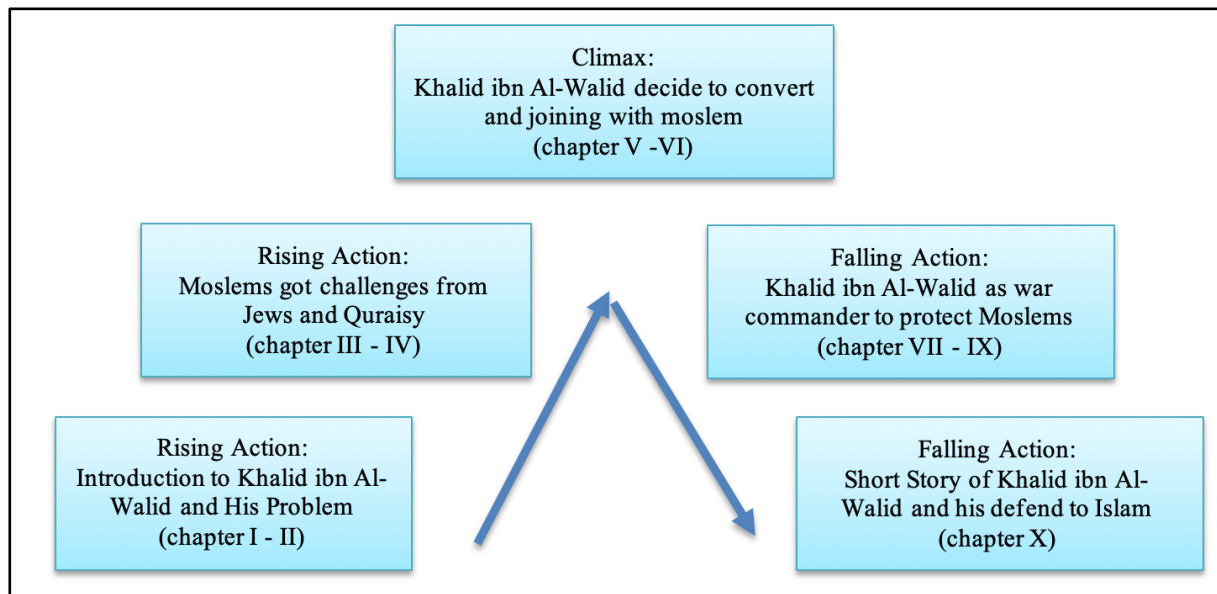 Climax:
Khalid ibn Al-Walid decide to convert
and joining with moslem
(chapter V -VI)
Rising Action:
Moslems got challenges from
Jews and Quraisy
(chapter III - IV)
Falling Action:
Khalid ibn Al-Walid as war
commander to protect Moslems
(chapter VII - IX)
Rising Action:
Introduction to Khalid ibn Al-
Walid and His Problem
(chapter I - II)
Falling Action:
Short Story of Khalid ibn Al-
Walid and his defend to Islam
(chapter X)